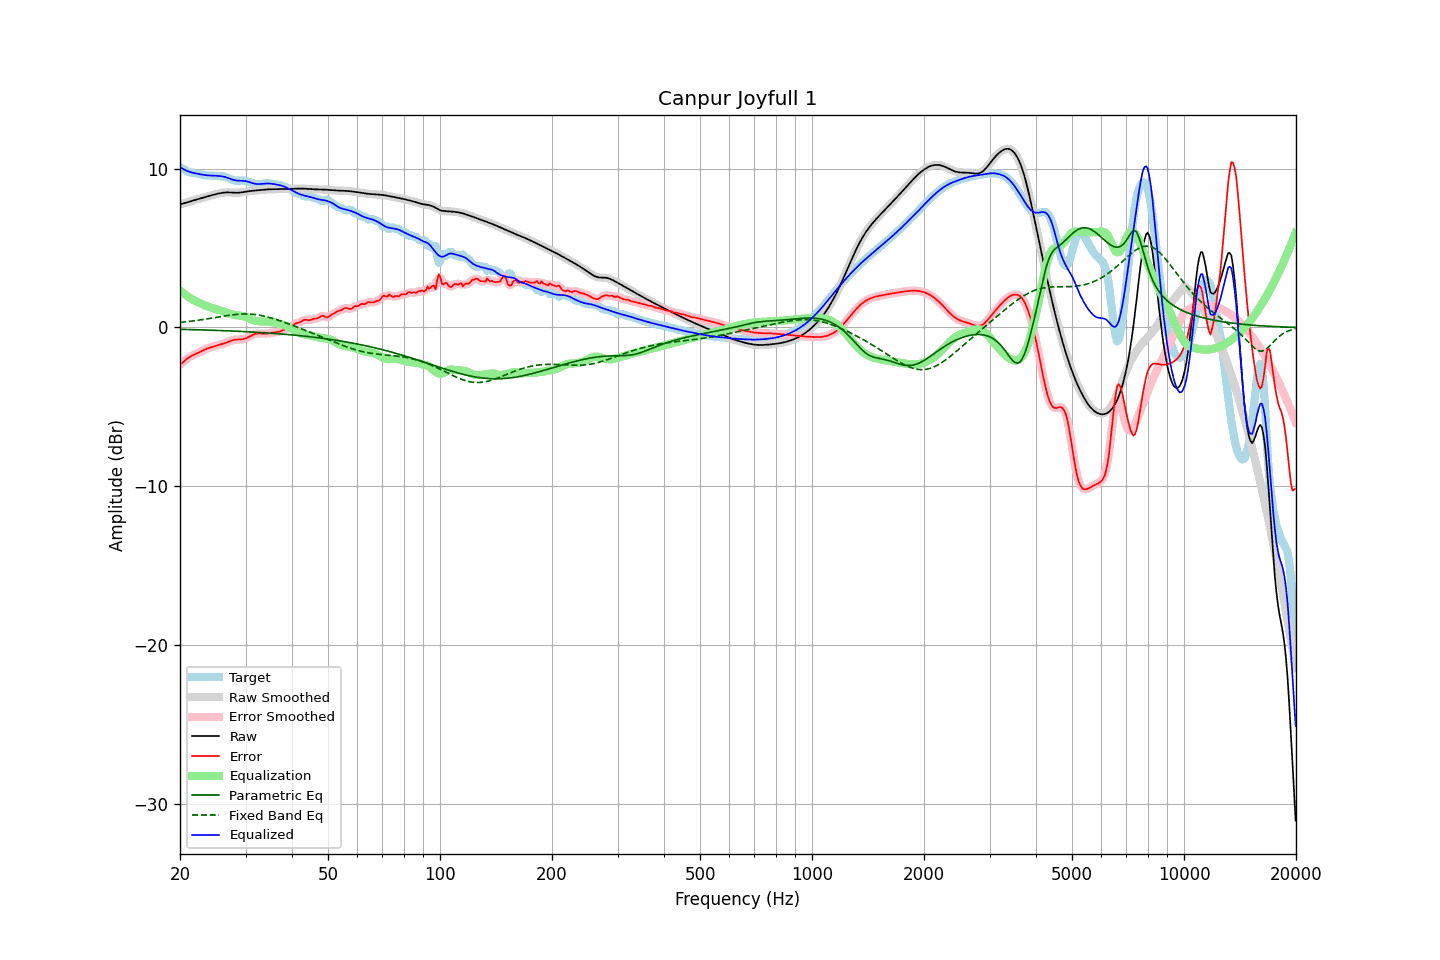 Canpur Joyfull 1
10
0
−10
−20
−30
Amplitude (dBr)
Target
Raw Smoothed
Error Smoothed
Raw
Error
Equalization
Parametric Eq
Fixed Band Eq
Equalized
20 50 100 200 500 1000 2000 5000 10000 20000
Frequency (Hz)